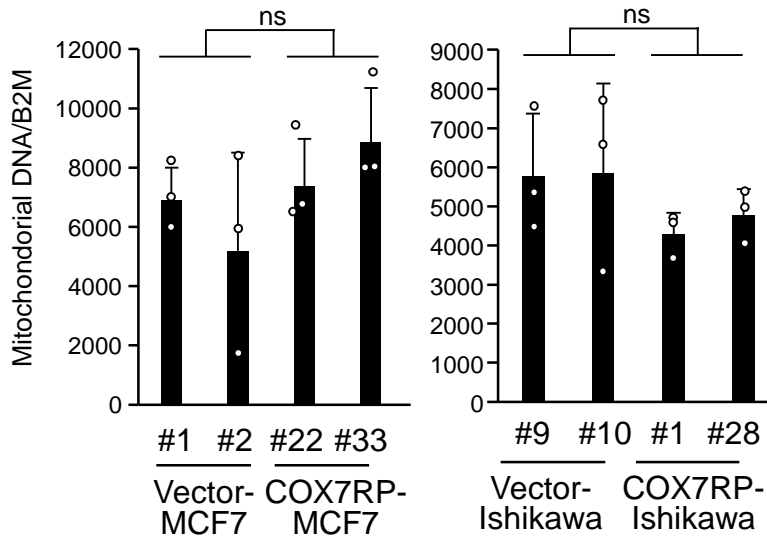 ns
12000
10000
8000
6000
4000
2000
0
Mitochondorial DNA/B2M
#1 #2 #22 #33
Vector- COX7RP-
MCF7 MCF7
ns
9000
8000
7000
6000
5000
4000
3000
2000
1000
0
#9 #10 #1 #28
Vector- COX7RP-
Ishikawa Ishikawa